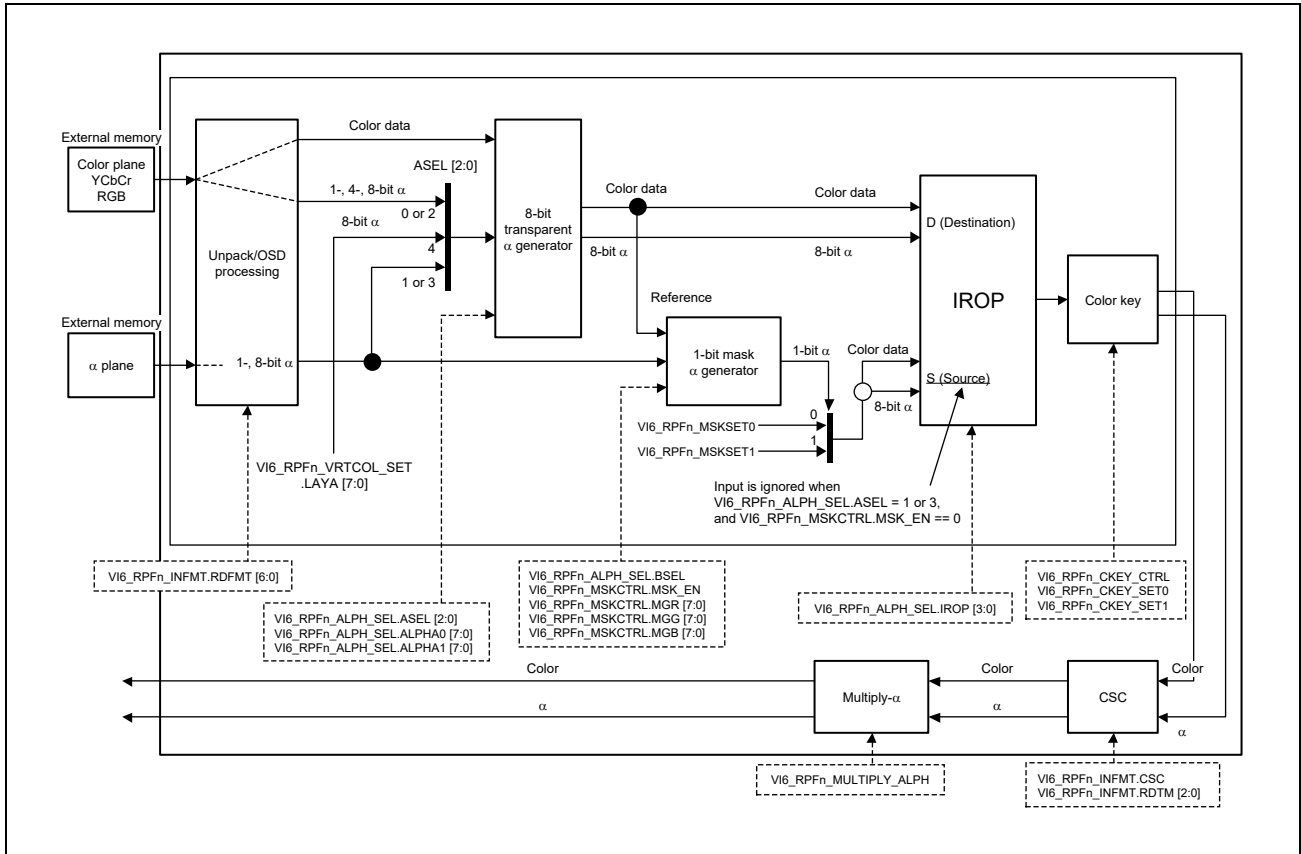 External memory
Color plane
YCbCr
RGB
External memory
α plane
Unpack/OSD
processing
Color data
1-, 4-, 8-bit α
ASEL [2:0]
0 or 2
8-bit α
4
1 or 3
1-, 8-bit α
VI6_RPFn_VRTCOL_SET
.LAYA [7:0]
8-bit
transparent
α generator
Color data
8-bit α
Reference
1-bit mask
α generator
1-bit α
VI6_RPFn_MSKSET0
VI6_RPFn_MSKSET1
0
1
Color data
8-bit α
Color data
8-bit α
D (Destination)
IROP
S (Source)
Input is ignored when
VI6_RPFn_ALPH_SEL.ASEL = 1 or 3,
and VI6_RPFn_MSKCTRL.MSK_EN == 0
Color key
VI6_RPFn_INFMT.RDFMT [6:0]
VI6_RPFn_ALPH_SEL.ASEL [2:0]
VI6_RPFn_ALPH_SEL.ALPHA0 [7:0]
VI6_RPFn_ALPH_SEL.ALPHA1 [7:0]
VI6_RPFn_ALPH_SEL.BSEL
VI6_RPFn_MSKCTRL.MSK_EN
VI6_RPFn_MSKCTRL.MGR [7:0]
VI6_RPFn_MSKCTRL.MGG [7:0]
VI6_RPFn_MSKCTRL.MGB [7:0]
VI6_RPFn_ALPH_SEL.IROP [3:0]
VI6_RPFn_CKEY_CTRL
VI6_RPFn_CKEY_SET0
VI6_RPFn_CKEY_SET1
Color
α
Multiply-α
Color
α
CSC
Color
α
VI6_RPFn_MULTIPLY_ALPH
VI6_RPFn_INFMT.CSC
VI6_RPFn_INFMT.RDTM [2:0]